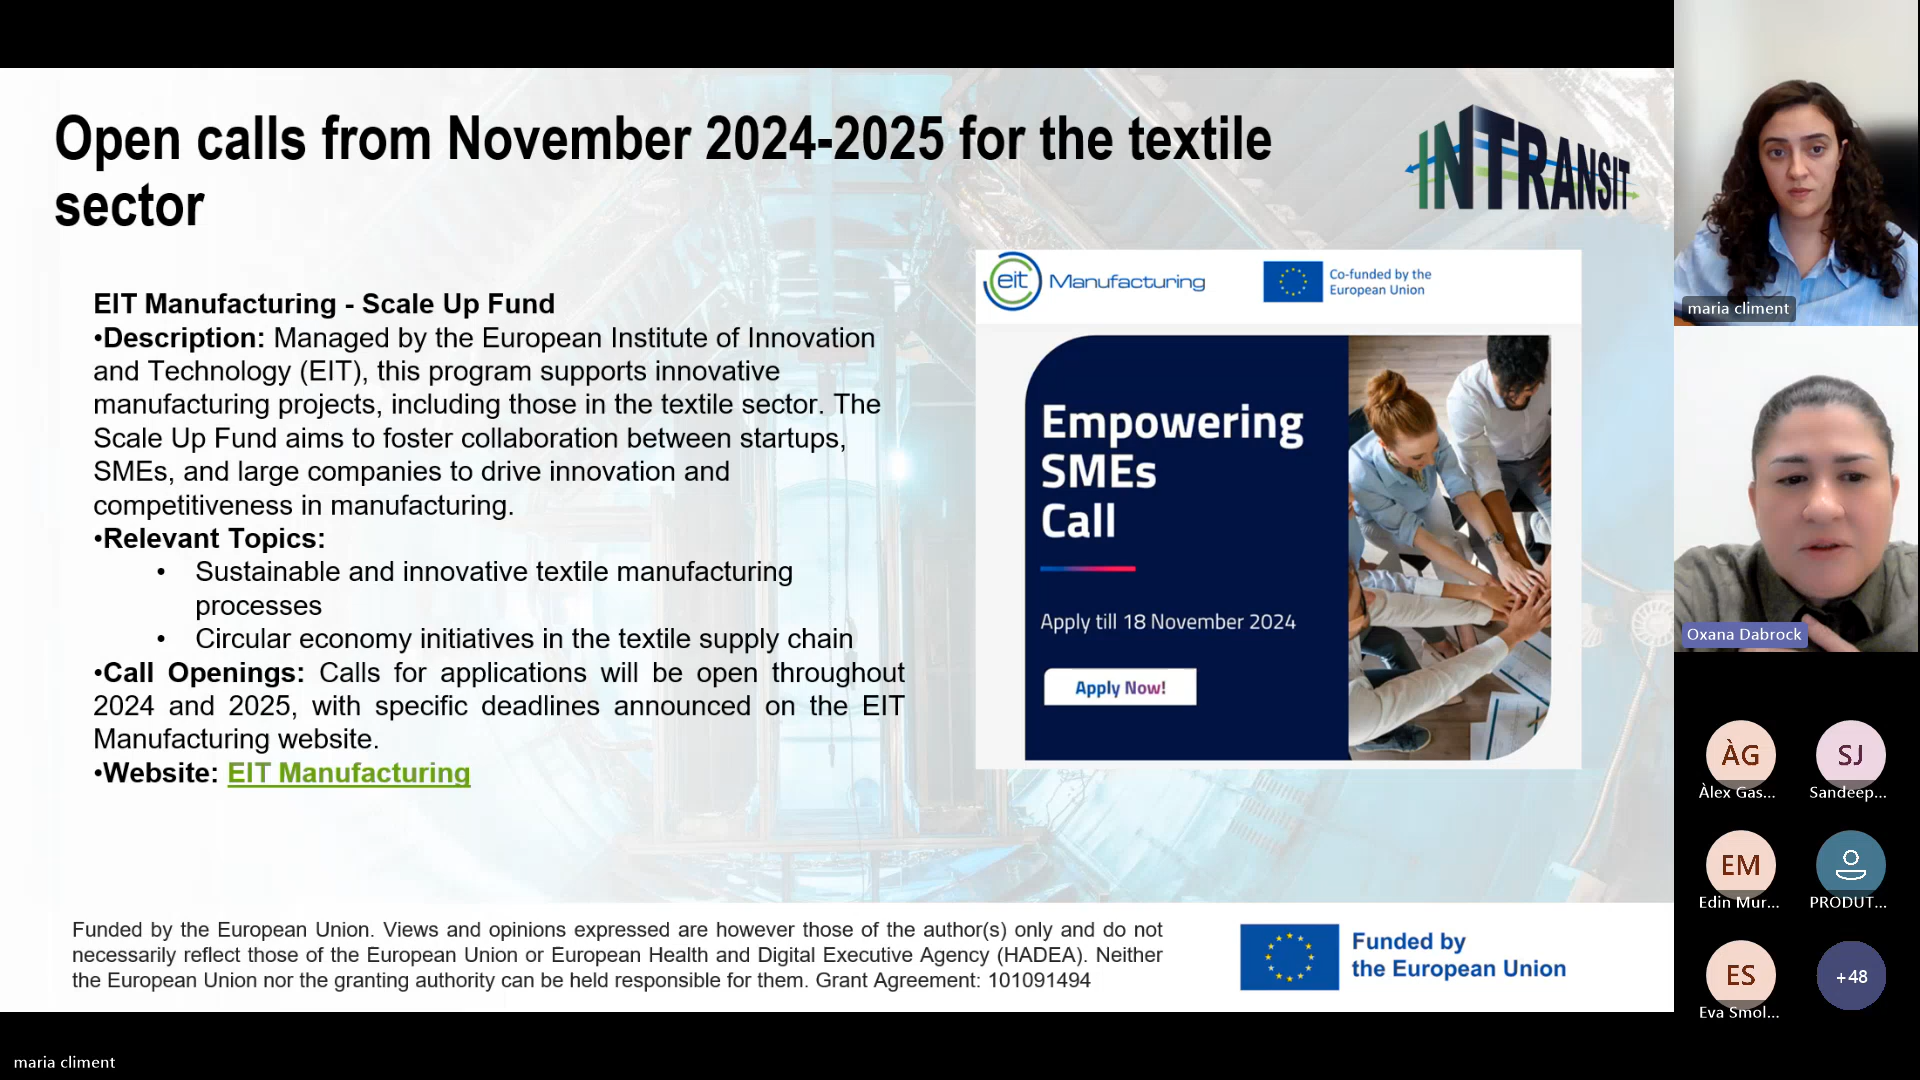 Open calls from November 2024-2025 for the textile
sector
INTRANSIT
EIT Manufacturing - Scale Up Fund
•Description: Managed by the European Institute of Innovation
and Technology (EIT), this program supports innovative
manufacturing projects, including those in the textile sector. The
Scale Up Fund aims to foster collaboration between startups,
SMEs, and large companies to drive innovation and
competitiveness in manufacturing.
•Relevant Topics:
• Sustainable and innovative textile manufacturing
processes
• Circular economy initiatives in the textile supply chain
•Call Openings: Calls for applications will be open throughout
2024 and 2025, with specific deadlines announced on the EIT
Manufacturing website.
•Website: EIT Manufacturing
eit Manufacturing
Co-funded by the
European Union
Empowering
SMEs
Call
Apply till 18 November 2024
Apply Now!
Funded by the European Union. Views and opinions expressed are however those of the author(s) only and do not
necessarily reflect those of the European Union or European Health and Digital Executive Agency (HADEA). Neither
the European Union nor the granting authority can be held responsible for them. Grant Agreement: 101091494
Funded by
the European Union
maria climent
Oxana Dabrock
ÀG
Àlex Gas...
SJ
Sandeep...
EM
Edin Mur...
PRODUT...
ES
Eva Smol...
+48
maria climent